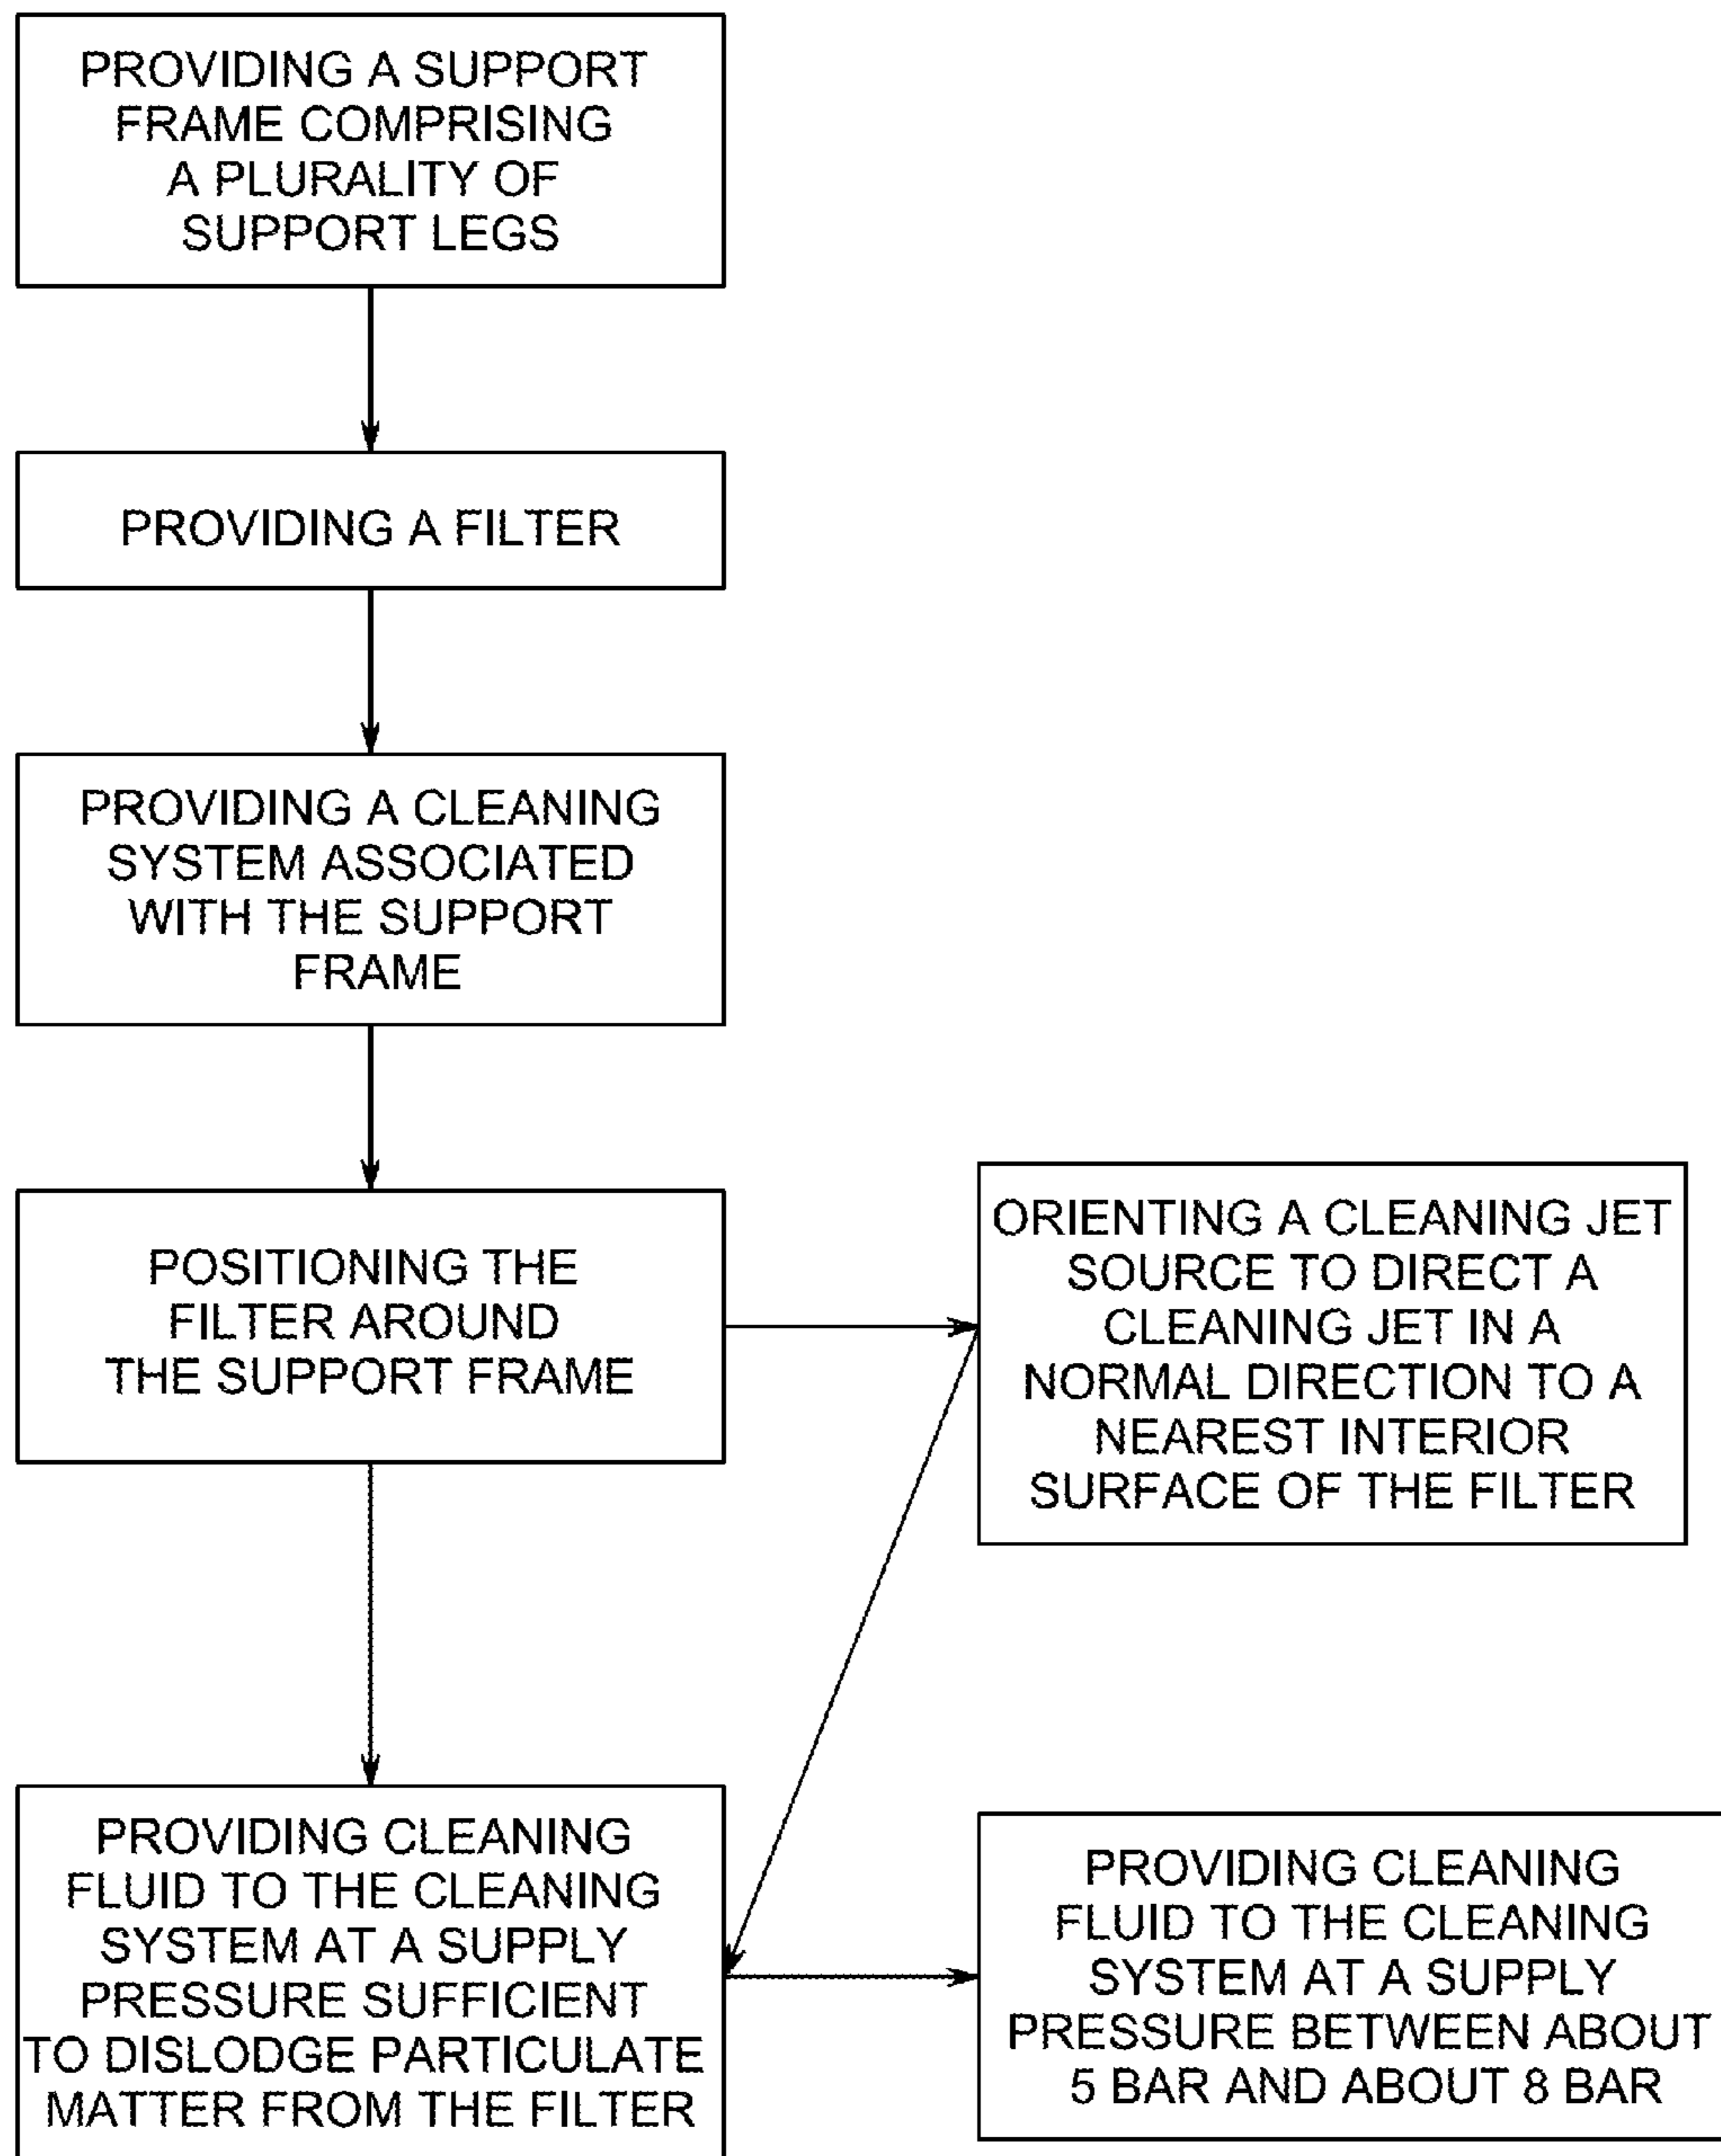 PROVIDING A SUPPORT
FRAME COMPRISING
A PLURALITY OF
SUPPORT LEGS
PROVIDING A FILTER
PROVIDING A CLEANING
SYSTEM ASSOCIATED
WITH THE SUPPORT
FRAME
POSITIONING THE
FILTER AROUND
THE SUPPORT FRAME
ORIENTING A CLEANING JET
SOURCE TO DIRECT A
CLEANING JET IN A
NORMAL DIRECTION TO A
NEAREST INTERIOR
SURFACE OF THE FILTER
PROVIDING CLEANING
FLUID TO THE CLEANING
SYSTEM AT A SUPPLY
PRESSURE SUFFICIENT
TO DISLODGE PARTICULATE
MATTER FROM THE FILTER
PROVIDING CLEANING
FLUID TO THE CLEANING
SYSTEM AT A SUPPLY
PRESSURE BETWEEN ABOUT
5 BAR AND ABOUT 8 BAR